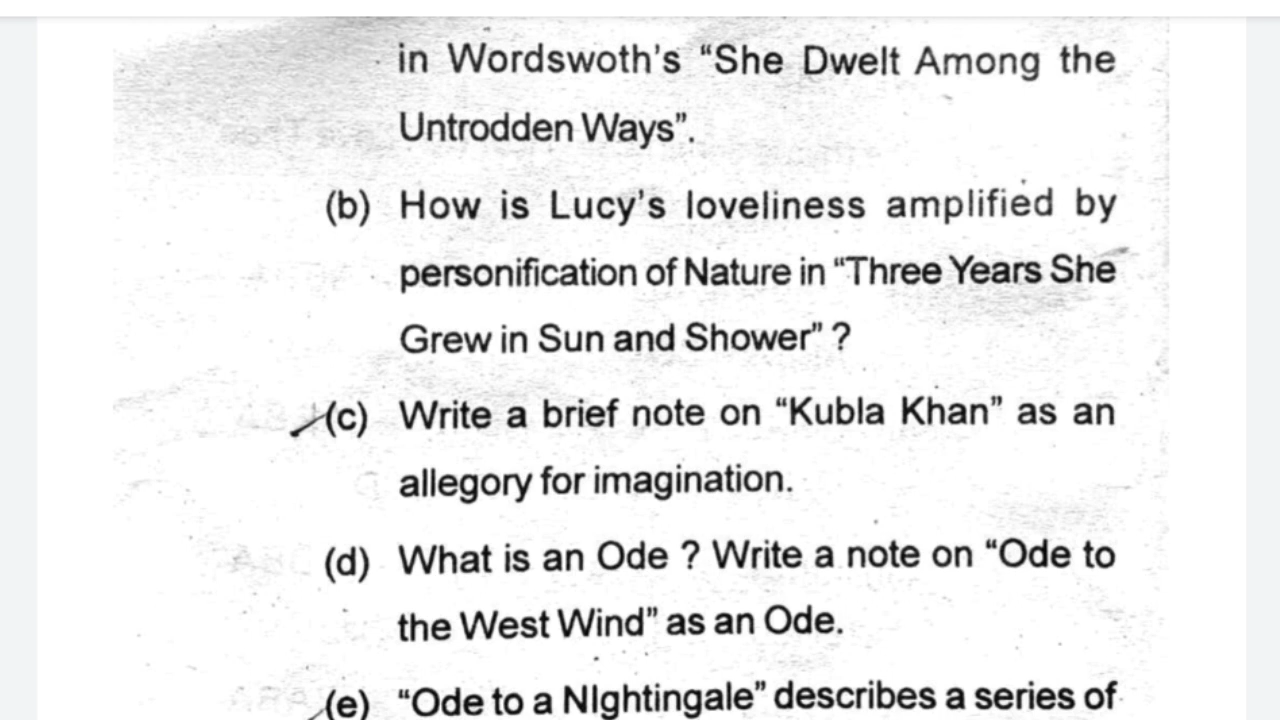 in Wordswoth's “She Dwelt Among the
Untrodden Ways”.
(b) How is Lucy's loveliness amplified by
personification of Nature in “Three Years She
Grew in Sun and Shower” ?
(c) Write a brief note on “Kubla Khan” as an
allegory for imagination.
(d) What is an Ode ? Write a note on “Ode to
the West Wind” as an Ode.
(e) “Ode to a NIghtingale” describes a series of